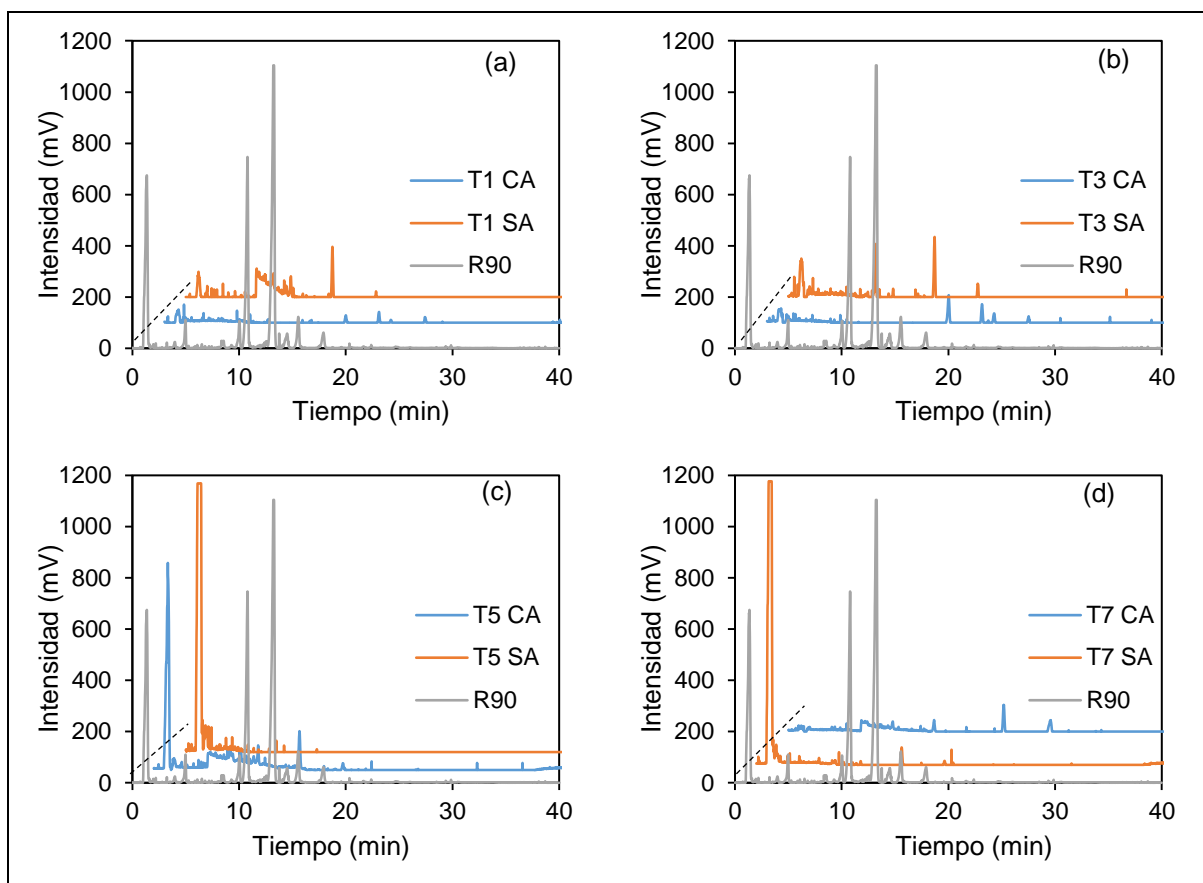 (a)
1200
1000
800
600
400
200
0
Intensidad (mV)
T1 CA
T1 SA
R90
0 10 20 30 40
Tiempo (min)
(b)
1200
1000
800
600
400
200
0
Intensidad (mV)
T3 CA
T3 SA
R90
0 10 20 30 40
Tiempo (min)
(c)
1200
1000
800
600
400
200
0
Intensidad (mV)
T5 CA
T5 SA
R90
0 10 20 30 40
Tiempo (min)
(d)
1200
1000
800
600
400
200
0
Intensidad (mV)
T7 CA
T7 SA
R90
0 10 20 30 40
Tiempo (min)